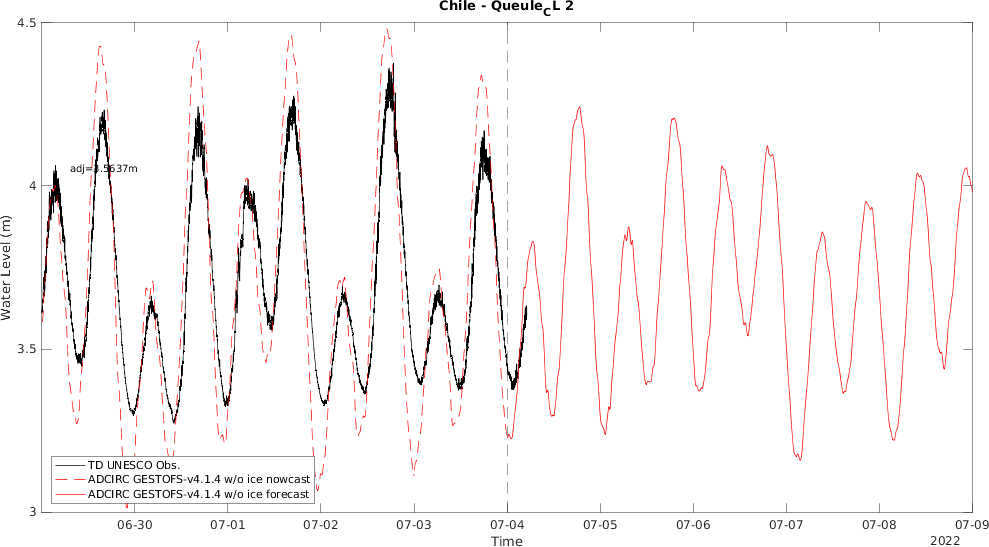 Chile - Queule_CL 2
4.5
adj=3.5637m
4
Water Level (m)
3.5
TD UNESCO Obs.
ADCIRC GESTOFS-v4.1.4 w/o ice nowcast
ADCIRC GESTOFS-v4.1.4 w/o ice forecast
3
06-30 07-01 07-02 07-03 07-04 07-05 07-06 07-07 07-08 07-09
Time
2022